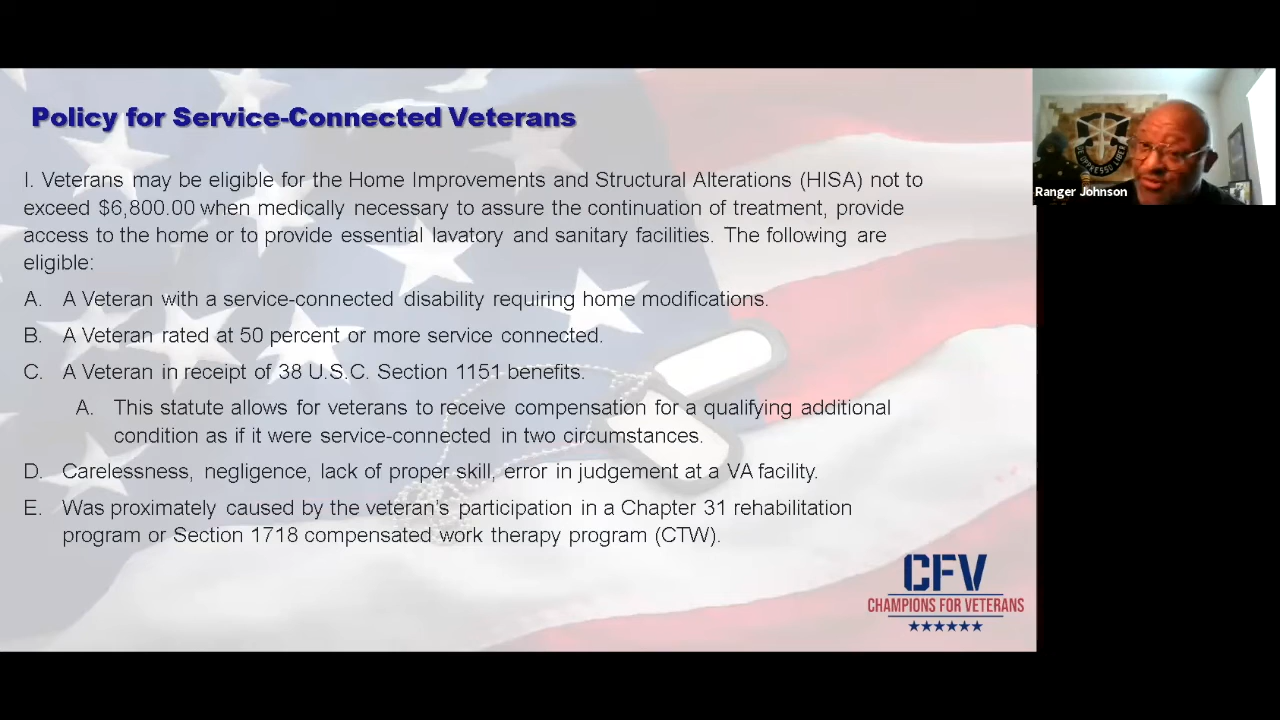 Policy for Service-Connected Veterans
I. Veterans may be eligible for the Home Improvements and Structural Alterations (HISA) not to
exceed $6,800.00 when medically necessary to assure the continuation of treatment, provide
access to the home or to provide essential lavatory and sanitary facilities. The following are
eligible:
A. A Veteran with a service-connected disability requiring home modifications.
B. A Veteran rated at 50 percent or more service connected.
C. A Veteran in receipt of 38 U.S.C. Section 1151 benefits.
A. This statute allows for veterans to receive compensation for a qualifying additional
condition as if it were service-connected in two circumstances.
D. Carelessness, negligence, lack of proper skill, error in judgement at a VA facility.
E. Was proximately caused by the veteran's participation in a Chapter 31 rehabilitation
program or Section 1718 compensated work therapy program (CTW).
CFV
CHAMPIONS FOR VETERANS
DE OPPRESSO LIBER
Ranger Johnson